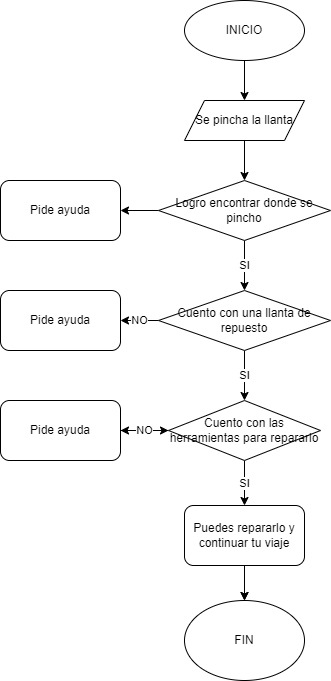 INICIO
Se pincha la llanta
Logro encontrar donde se
pincho
Pide ayuda
SI
Cuento con una llanta de
repuesto
NO
Pide ayuda
SI
Cuento con las
herramientas para repararlo
NO
Pide ayuda
SI
Puedes repararlo y
continuar tu viaje
FIN